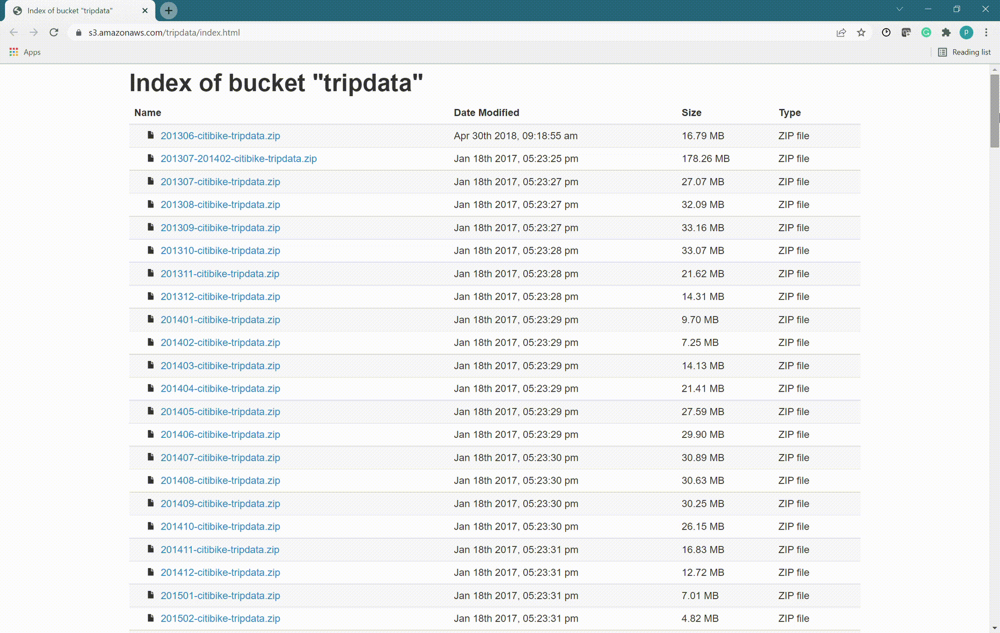 Index of bucket "tripdata"
s3.amazonaws.com/tripdata/index.html
P
Apps
Reading list
Index of bucket "tripdata"
Name Date Modified Size Type
201306-citibike-tripdata.zip Apr 30th 2018, 09:18:55 am 16.79 MB ZIP file
201307-201402-citibike-tripdata.zip Jan 18th 2017, 05:23:25 pm 178.26 MB ZIP file
201307-citibike-tripdata.zip Jan 18th 2017, 05:23:27 pm 27.07 MB ZIP file
201308-citibike-tripdata.zip Jan 18th 2017, 05:23:27 pm 32.09 MB ZIP file
201309-citibike-tripdata.zip Jan 18th 2017, 05:23:27 pm 33.16 MB ZIP file
201310-citibike-tripdata.zip Jan 18th 2017, 05:23:28 pm 33.07 MB ZIP file
201311-citibike-tripdata.zip Jan 18th 2017, 05:23:28 pm 21.62 MB ZIP file
201312-citibike-tripdata.zip Jan 18th 2017, 05:23:28 pm 14.31 MB ZIP file
201401-citibike-tripdata.zip Jan 18th 2017, 05:23:29 pm 9.70 MB ZIP file
201402-citibike-tripdata.zip Jan 18th 2017, 05:23:29 pm 7.25 MB ZIP file
201403-citibike-tripdata.zip Jan 18th 2017, 05:23:29 pm 14.13 MB ZIP file
201404-citibike-tripdata.zip Jan 18th 2017, 05:23:29 pm 21.41 MB ZIP file
201405-citibike-tripdata.zip Jan 18th 2017, 05:23:29 pm 27.59 MB ZIP file
201406-citibike-tripdata.zip Jan 18th 2017, 05:23:29 pm 29.90 MB ZIP file
201407-citibike-tripdata.zip Jan 18th 2017, 05:23:30 pm 30.89 MB ZIP file
201408-citibike-tripdata.zip Jan 18th 2017, 05:23:30 pm 30.63 MB ZIP file
201409-citibike-tripdata.zip Jan 18th 2017, 05:23:30 pm 30.25 MB ZIP file
201410-citibike-tripdata.zip Jan 18th 2017, 05:23:30 pm 26.15 MB ZIP file
201411-citibike-tripdata.zip Jan 18th 2017, 05:23:31 pm 16.83 MB ZIP file
201412-citibike-tripdata.zip Jan 18th 2017, 05:23:31 pm 12.72 MB ZIP file
201501-citibike-tripdata.zip Jan 18th 2017, 05:23:31 pm 7.01 MB ZIP file
201502-citibike-tripdata.zip Jan 18th 2017, 05:23:31 pm 4.82 MB ZIP file